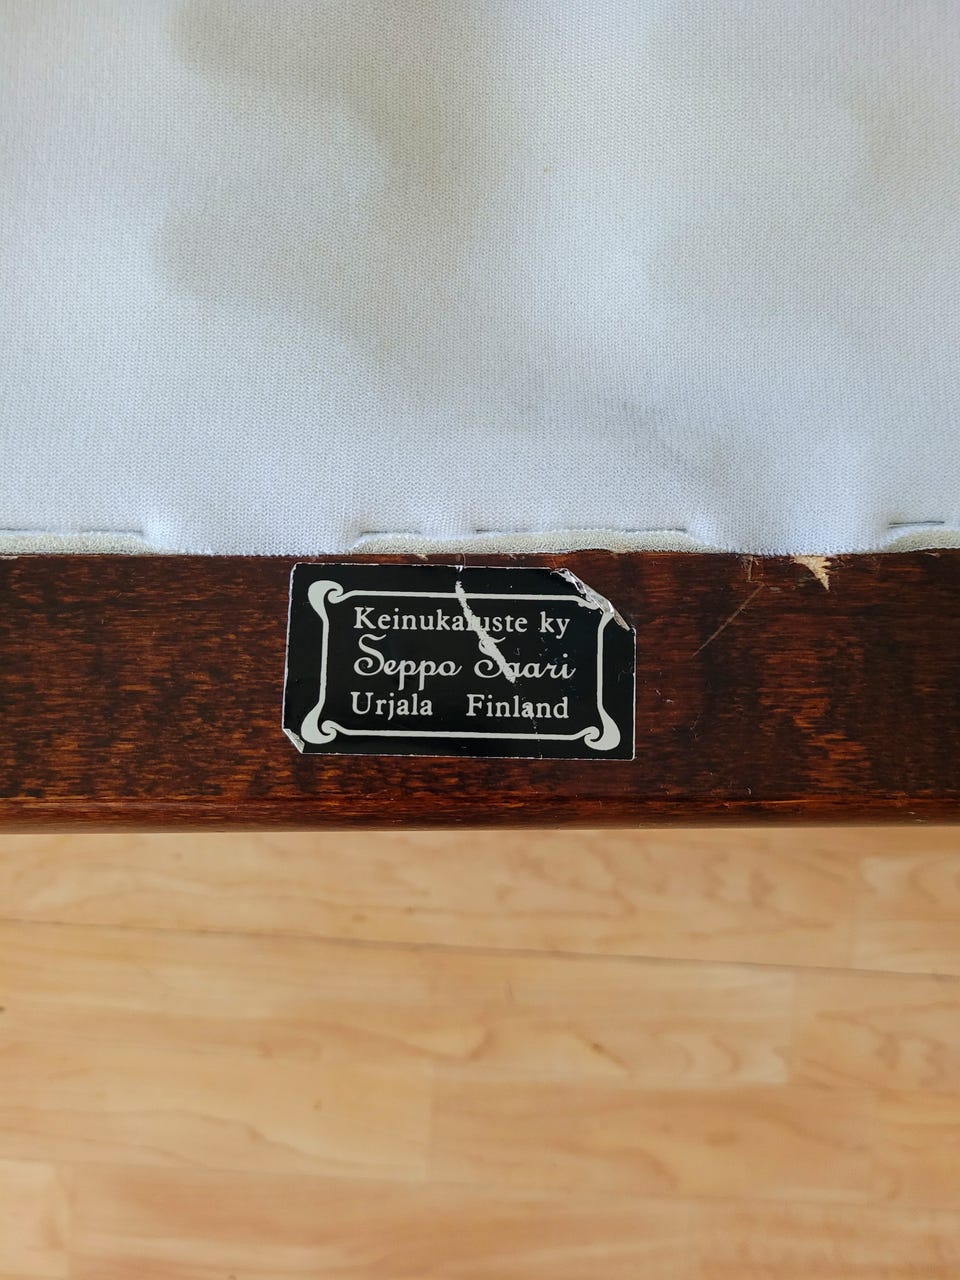 Keinukaluste ky
Seppo Saari
Urjala Finland